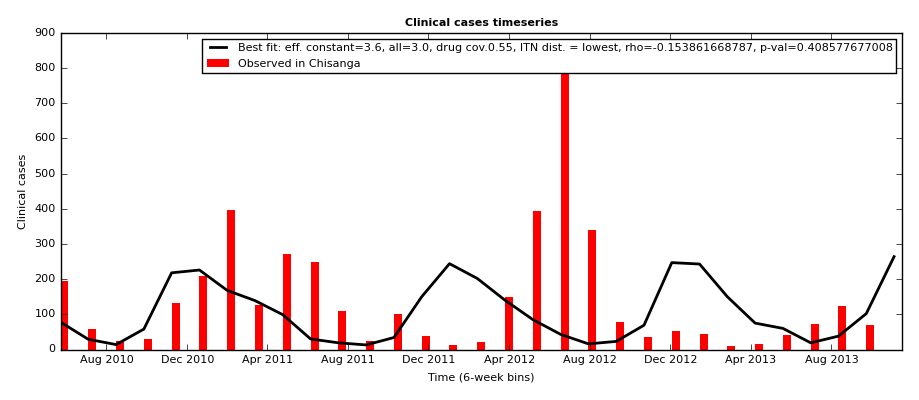 Clinical cases timeseries
Best fit: eff. constant=3.6, all=3.0, drug cov.0.55, ITN dist. = lowest, rho=-0.153861668787, p-val=0.408577677008
Observed in Chisanga
Clinical cases
900
800
700
600
500
400
300
200
100
0
Aug 2010 Dec 2010 Apr 2011 Aug 2011 Dec 2011 Apr 2012 Aug 2012 Dec 2012 Apr 2013 Aug 2013
Time (6-week bins)